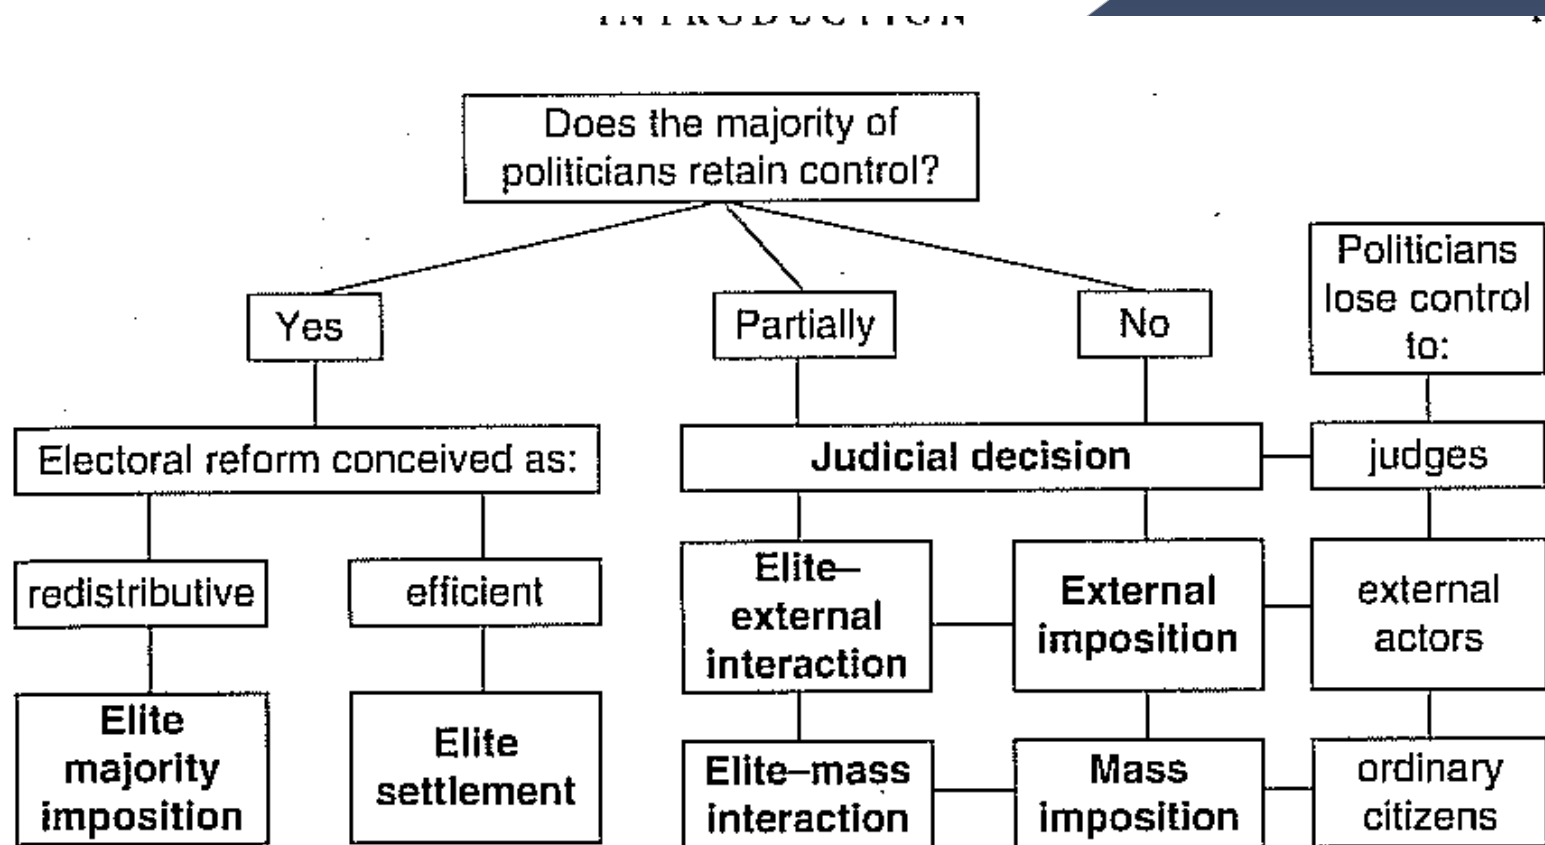 INTRODUCTION
Does the majority of
politicians retain control?
Yes
Partially
No
Politicians
lose control
to:
Electoral reform conceived as:
Judicial decision
judges
redistributive
efficient
Elite–
external
interaction
External
imposition
external
actors
Elite
majority
imposition
Elite
settlement
Elite–mass
interaction
Mass
imposition
ordinary
citizens